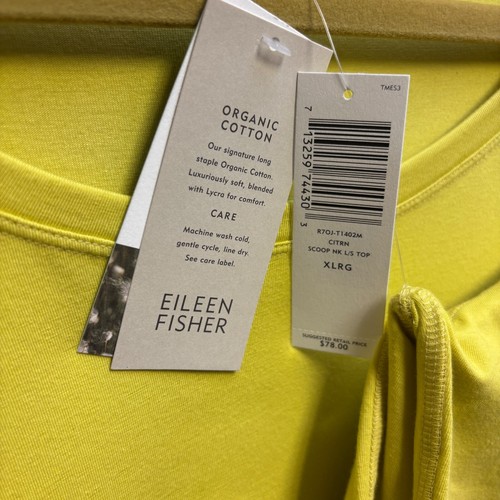 ORGANIC
COTTON
Our signature long
staple Organic Cotton.
Luxuriously soft, blended
with Lycra for comfort.
CARE
Machine wash cold,
gentle cycle, line dry.
See care label.
EILEEN
FISHER
TMES3
7 13259 74430 3
R7OJ-T1402M
CITRN
SCOOP NK L/S TOP
XLRG
SUGGESTED RETAIL PRICE
$78.00